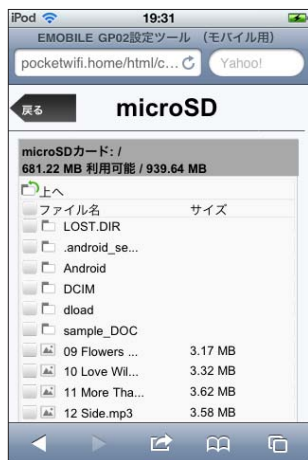 iPod 19:31
EMOBILE GP02設定ツール （モバイル用）
pocketwifi.home/html/c... Yahoo!
戻る microSD
microSDカード: /
681.22 MB 利用可能 / 939.64 MB
上へ
ファイル名 サイズ
LOST.DIR
.android_se...
Android
DCIM
dload
sample_DOC
09 Flowers ... 3.17 MB
10 Love Wil... 3.32 MB
11 More Tha... 3.62 MB
12 Side.mp3 3.58 MB